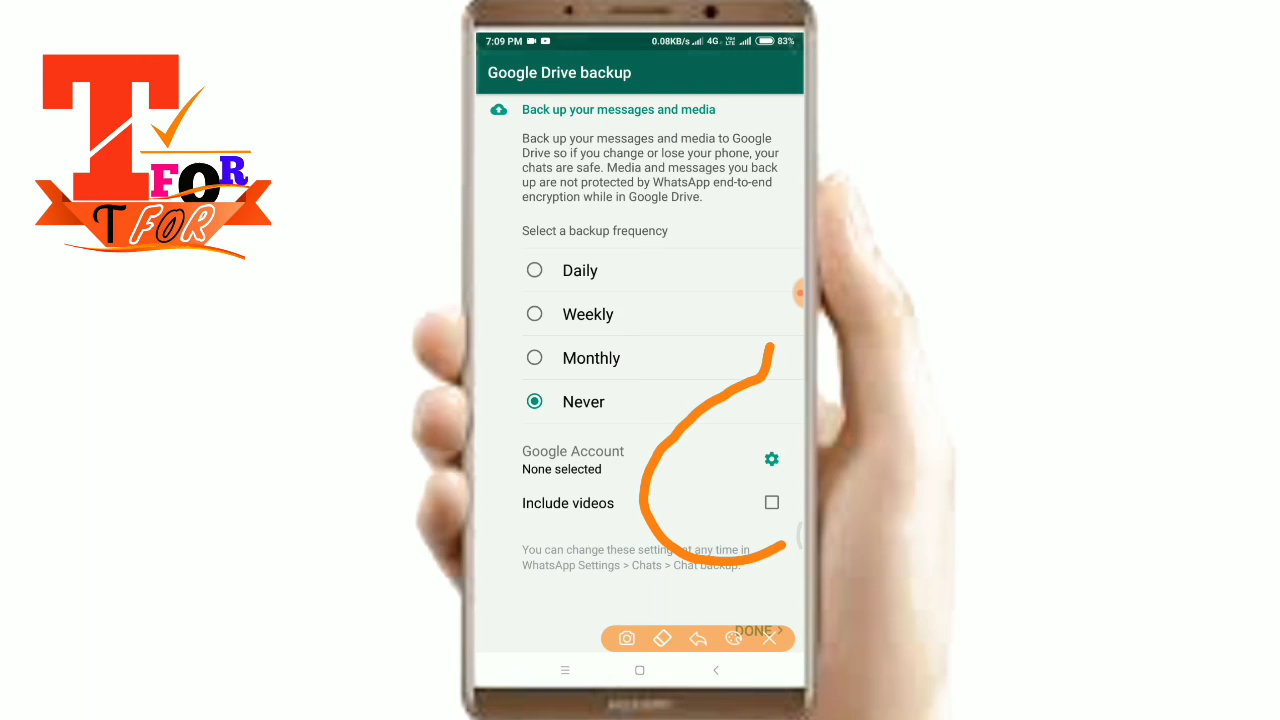 T
FOR
T FOR
7:09 PM 0.08KB/s 4G Vo) LTE 83%
Google Drive backup
Back up your messages and media
Back up your messages and media to Google
Drive so if you change or lose your phone, your
chats are safe. Media and messages you back
up are not protected by WhatsApp end-to-end
encryption while in Google Drive.
Select a backup frequency
Daily
Weekly
Monthly
Never
Google Account
None selected
Include videos
You can change these settings at any time in
WhatsApp Settings > Chats > Chat backup.
DONE >